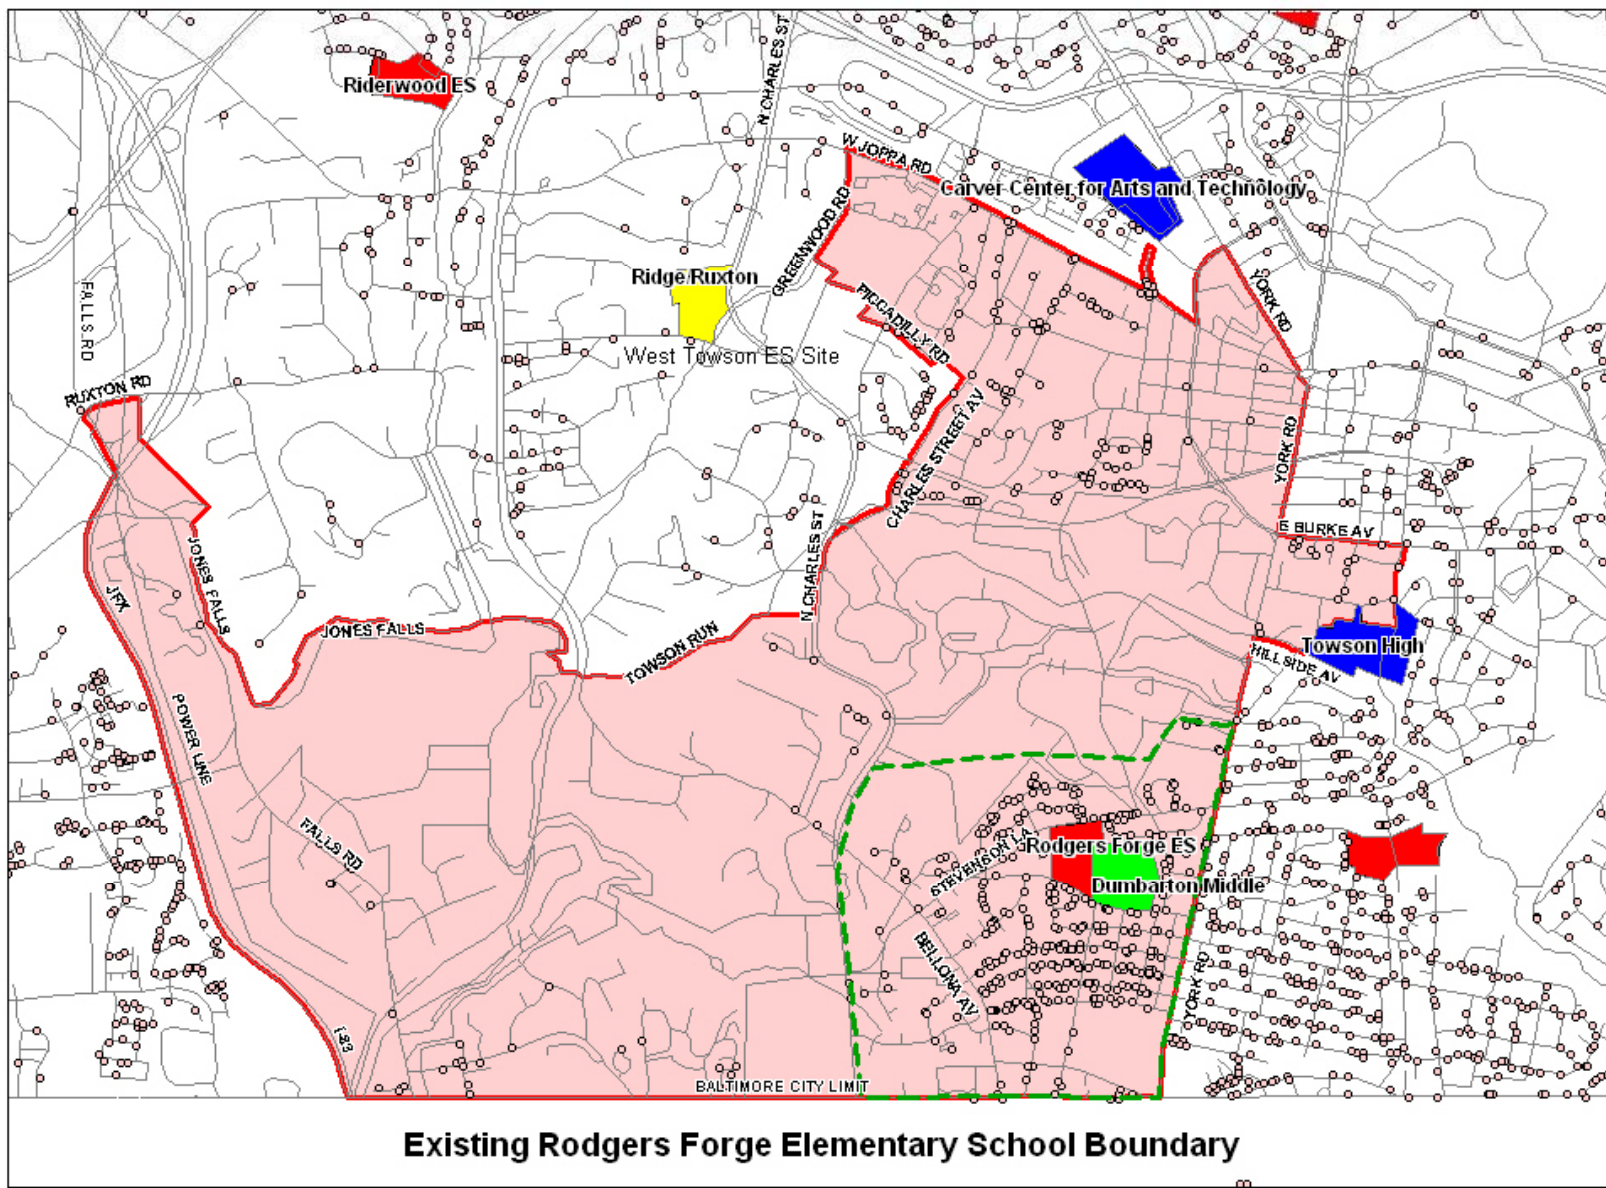 N CHARLES ST
Riderwood ES
W JOPPA RD
Carver Center for Arts and Technology
GREENWOOD RD
Ridge/Ruxton
FALLS RD
PICCADILLY RD
YORK RD
West Towson ES Site
RUXTON RD
CHARLES STREET AV
YORK RD
E BURKE AV
N CHARLES ST
JONES FALLS
JFX
JONES FALLS
TOWSON RUN
Towson High
HILLSIDE AV
POWER LINE
FALLS RD
STEVENSON LA
Rodgers Forge ES
Dumbarton Middle
BELLONA AV
YORK RD
I-83
BALTIMORE CITY LIMIT
Existing Rodgers Forge Elementary School Boundary